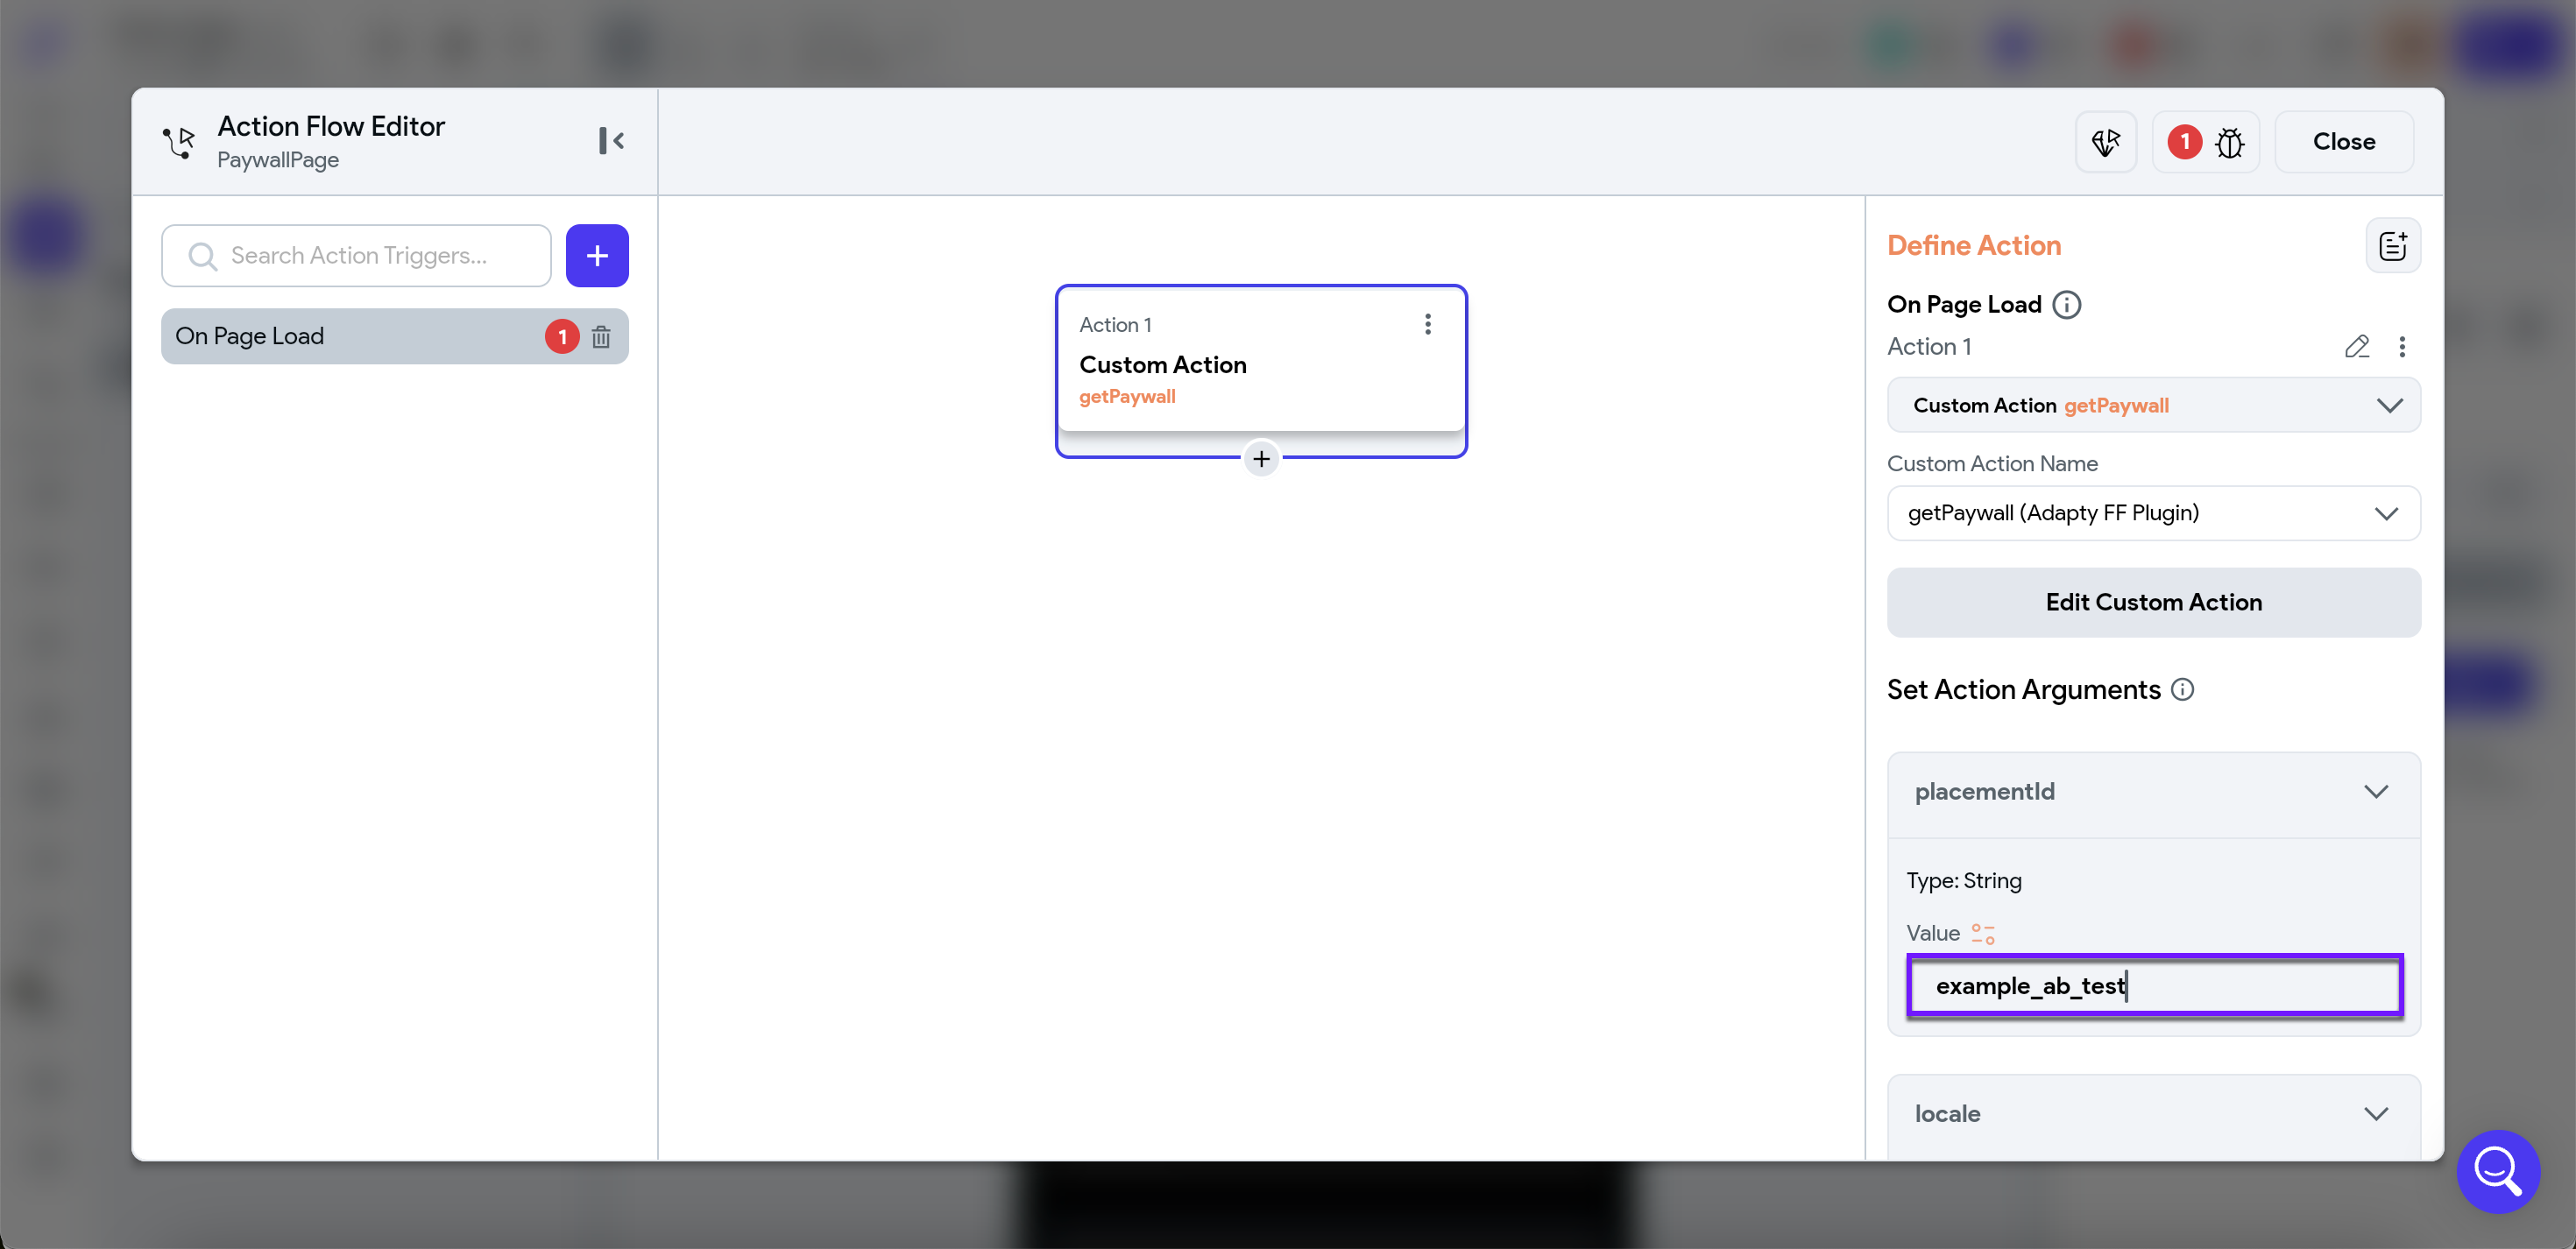 Action Flow Editor
PaywallPage
1
Close
Search Action Triggers...
On Page Load
1
Action 1
Custom Action
getPaywall
Define Action
On Page Load
Action 1
Custom Action getPaywall
Custom Action Name
getPaywall (Adapty FF Plugin)
Edit Custom Action
Set Action Arguments
placementId
Type: String
Value
example_ab_test
locale